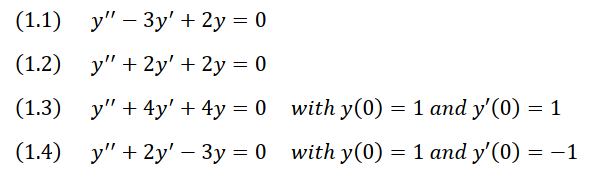 (1.1) y′′ − 3y′ + 2y = 0
(1.2) y′′ + 2y′ + 2y = 0
(1.3) y′′ + 4y′ + 4y = 0 with y(0) = 1 and y′(0) = 1
(1.4) y′′ + 2y′ − 3y = 0 with y(0) = 1 and y′(0) = −1